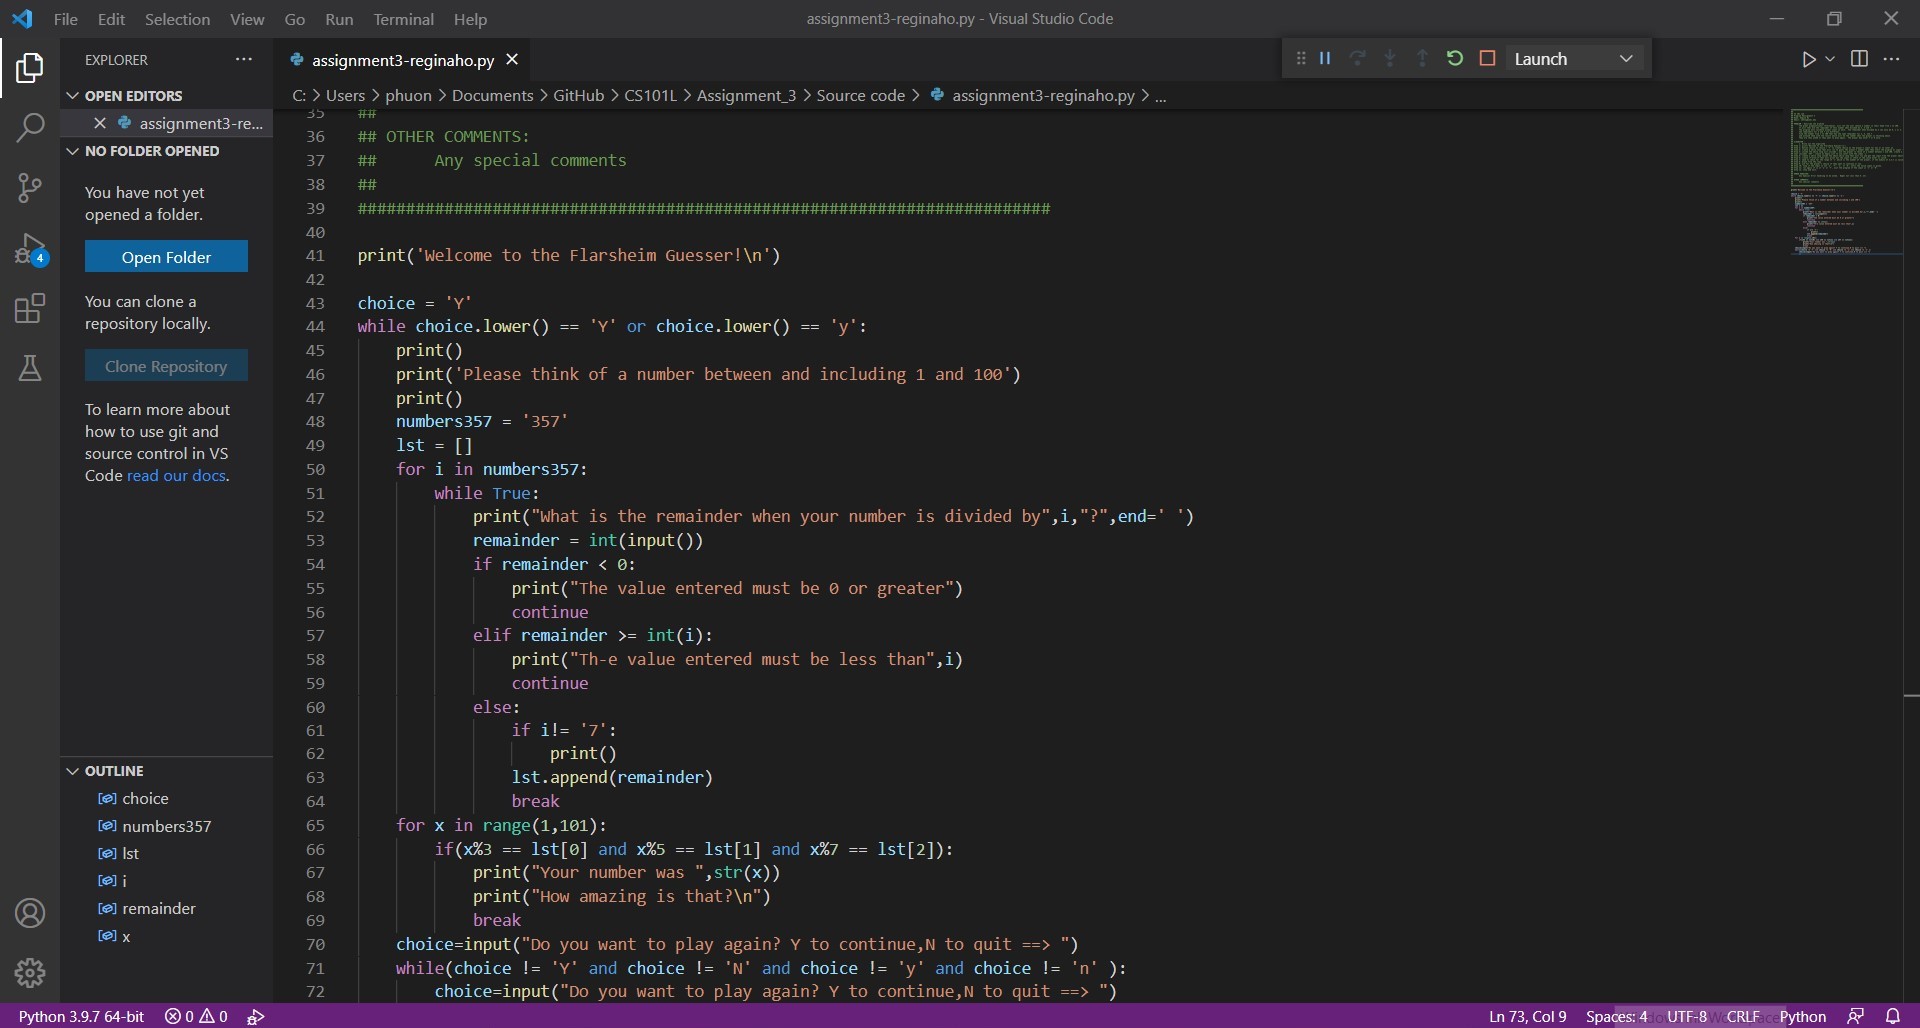 File Edit Selection View Go Run Terminal Help
assignment3-reginaho.py - Visual Studio Code
EXPLORER
OPEN EDITORS
assignment3-re...
NO FOLDER OPENED
You have not yet
opened a folder.
Open Folder
You can clone a
repository locally.
Clone Repository
To learn more about
how to use git and
source control in VS
Code read our docs.
4
OUTLINE
choice
numbers357
lst
i
remainder
x
assignment3-reginaho.py
Launch
C: > Users > phuon > Documents > GitHub > CS101L > Assignment_3 > Source code > assignment3-reginaho.py > ...
35 ##
36 ## OTHER COMMENTS:
37 ##      Any special comments
38 ##
39 ########################################################################
40
41 print('Welcome to the Flarsheim Guesser!\n')
42
43 choice = 'Y'
44 while choice.lower() == 'Y' or choice.lower() == 'y':
45     print()
46     print('Please think of a number between and including 1 and 100')
47     print()
48     numbers357 = '357'
49     lst = []
50     for i in numbers357:
51         while True:
52             print("What is the remainder when your number is divided by",i,"?",end=' ')
53             remainder = int(input())
54             if remainder < 0:
55                 print("The value entered must be 0 or greater")
56                 continue
57             elif remainder >= int(i):
58                 print("Th-e value entered must be less than",i)
59                 continue
60             else:
61                 if i!= '7':
62                     print()
63                 lst.append(remainder)
64                 break
65     for x in range(1,101):
66         if(x%3 == lst[0] and x%5 == lst[1] and x%7 == lst[2]):
67             print("Your number was ",str(x))
68             print("How amazing is that?\n")
69             break
70     choice=input("Do you want to play again? Y to continue,N to quit ==> ")
71     while(choice != 'Y' and choice != 'N' and choice != 'y' and choice != 'n' ):
72         choice=input("Do you want to play again? Y to continue,N to quit ==> ")
Python 3.9.7 64-bit 0 0
Ln 73, Col 9 Spaces: 4 UTF-8 CRLF Python